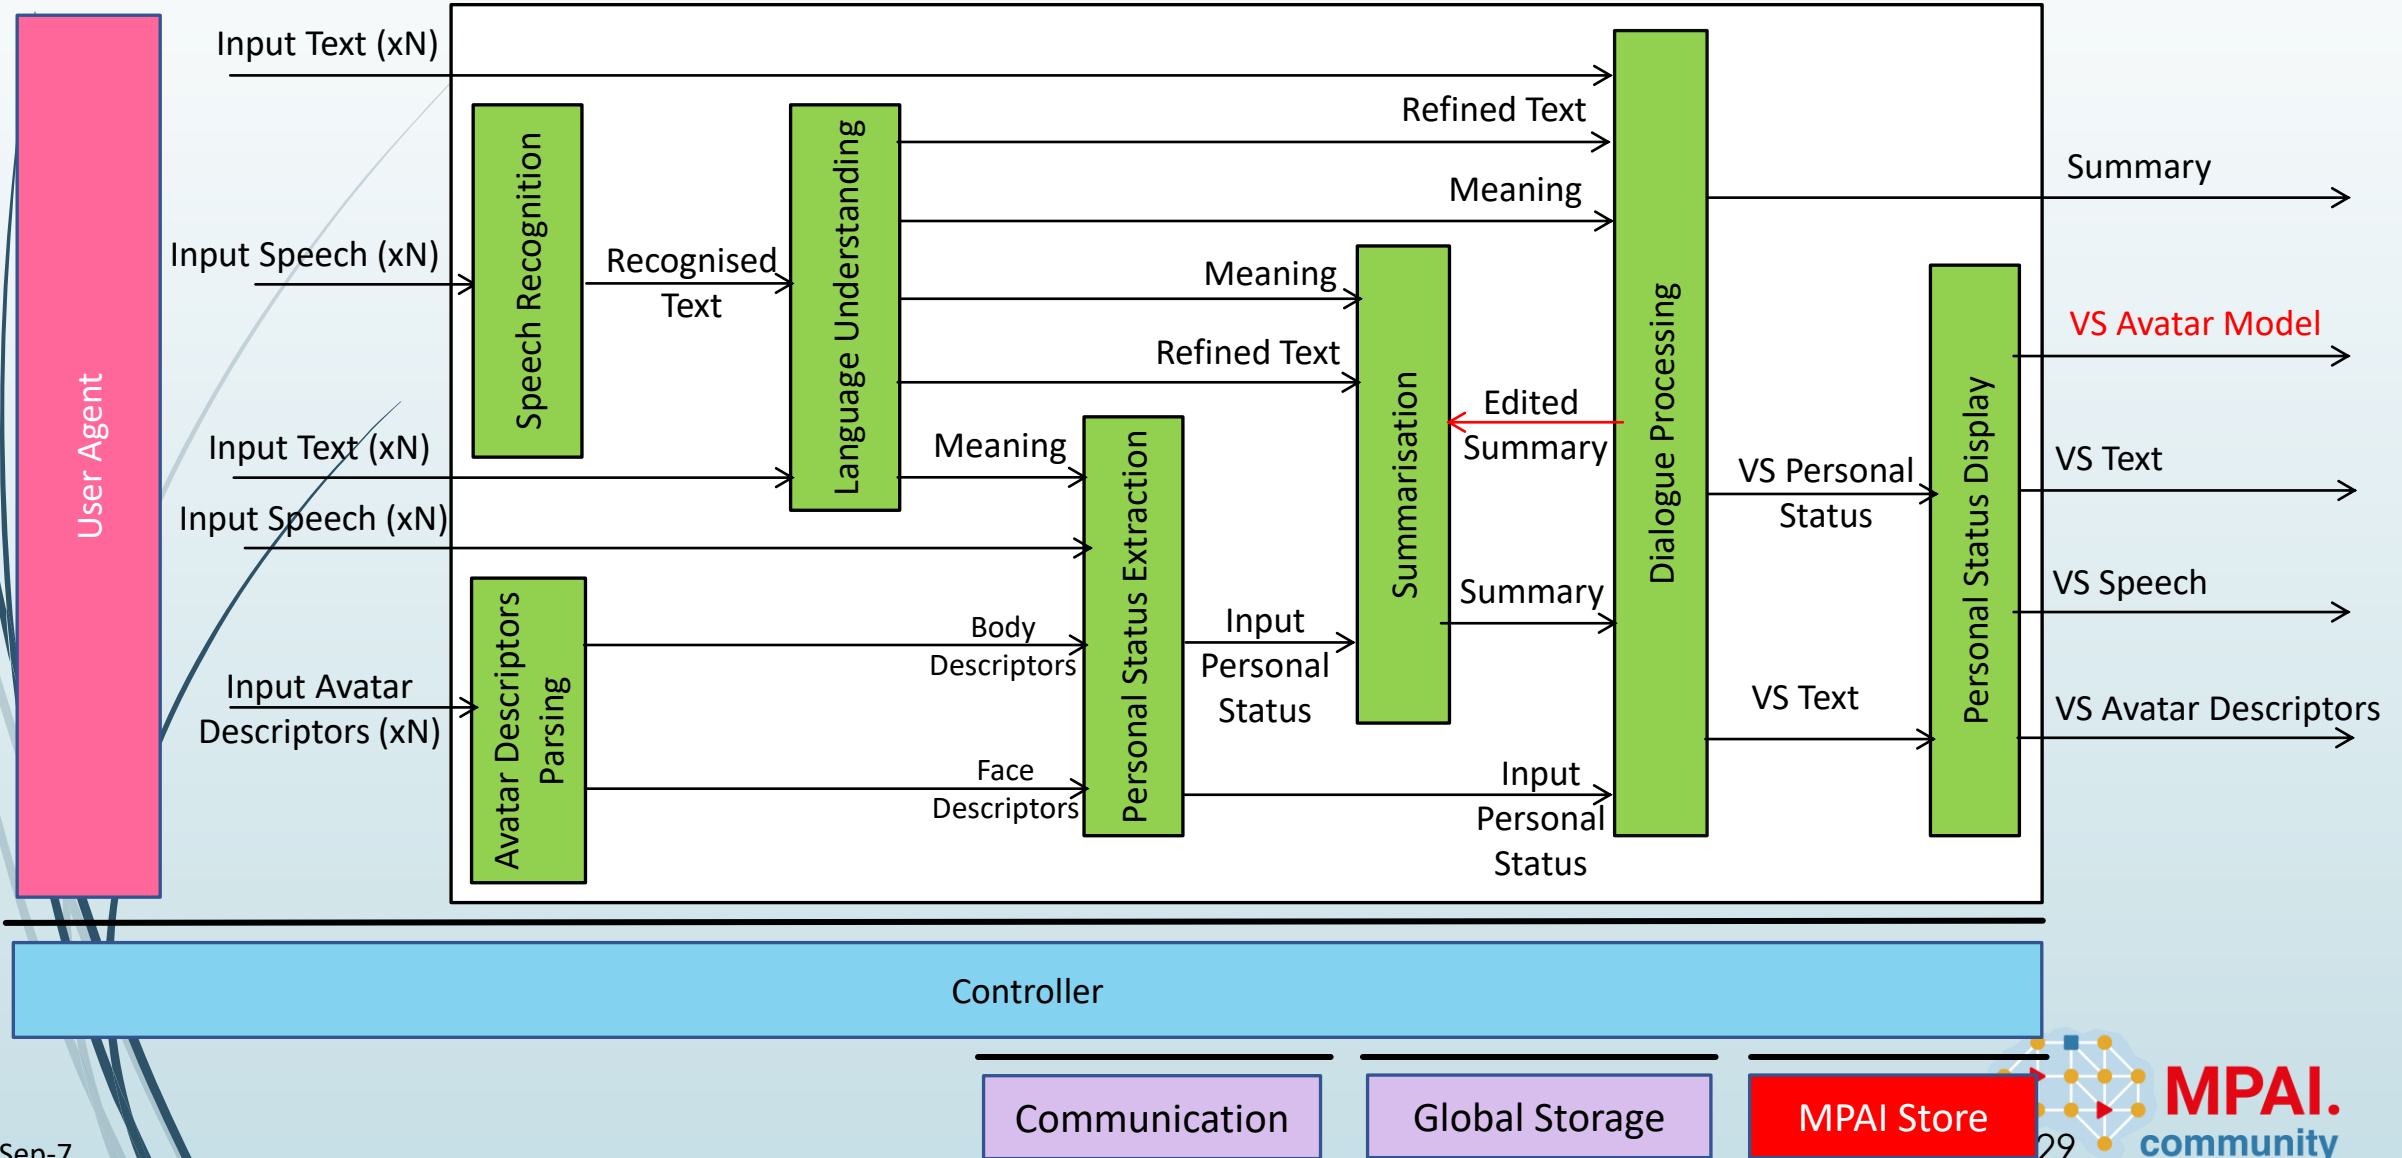 Input Text (xN)
Refined Text
Meaning
Summary
Input Speech (xN)
Speech Recognition
Recognised
Text
Language Understanding
Meaning
Refined Text
VS Avatar Model
User Agent
Input Text (xN)
Meaning
Summarisation
Edited
Summary
Dialogue Processing
VS Personal
Status
Personal Status Display
VS Text
Input Speech (xN)
Personal Status Extraction
VS Speech
Summary
Avatar Descriptors
Parsing
Body
Descriptors
Input
Personal
Status
Input Avatar
Descriptors (xN)
VS Text
VS Avatar Descriptors
Face
Descriptors
Input
Personal
Status
Controller
Communication
Global Storage
MPAI Store
MPAI.
community
Sep-7
29